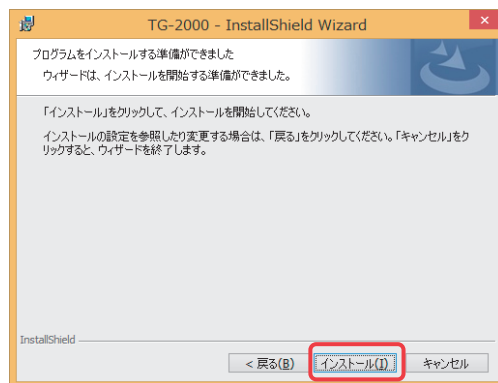 TG-2000 - InstallShield Wizard
プログラムをインストールする準備ができました
ウィザードは、インストールを開始する準備ができました。
「インストール」をクリックして、インストールを開始してください。
インストールの設定を参照したり変更する場合は、「戻る」をクリックしてください。「キャンセル」をク
リックすると、ウィザードを終了します。
InstallShield
< 戻る(B) インストール(I) キャンセル